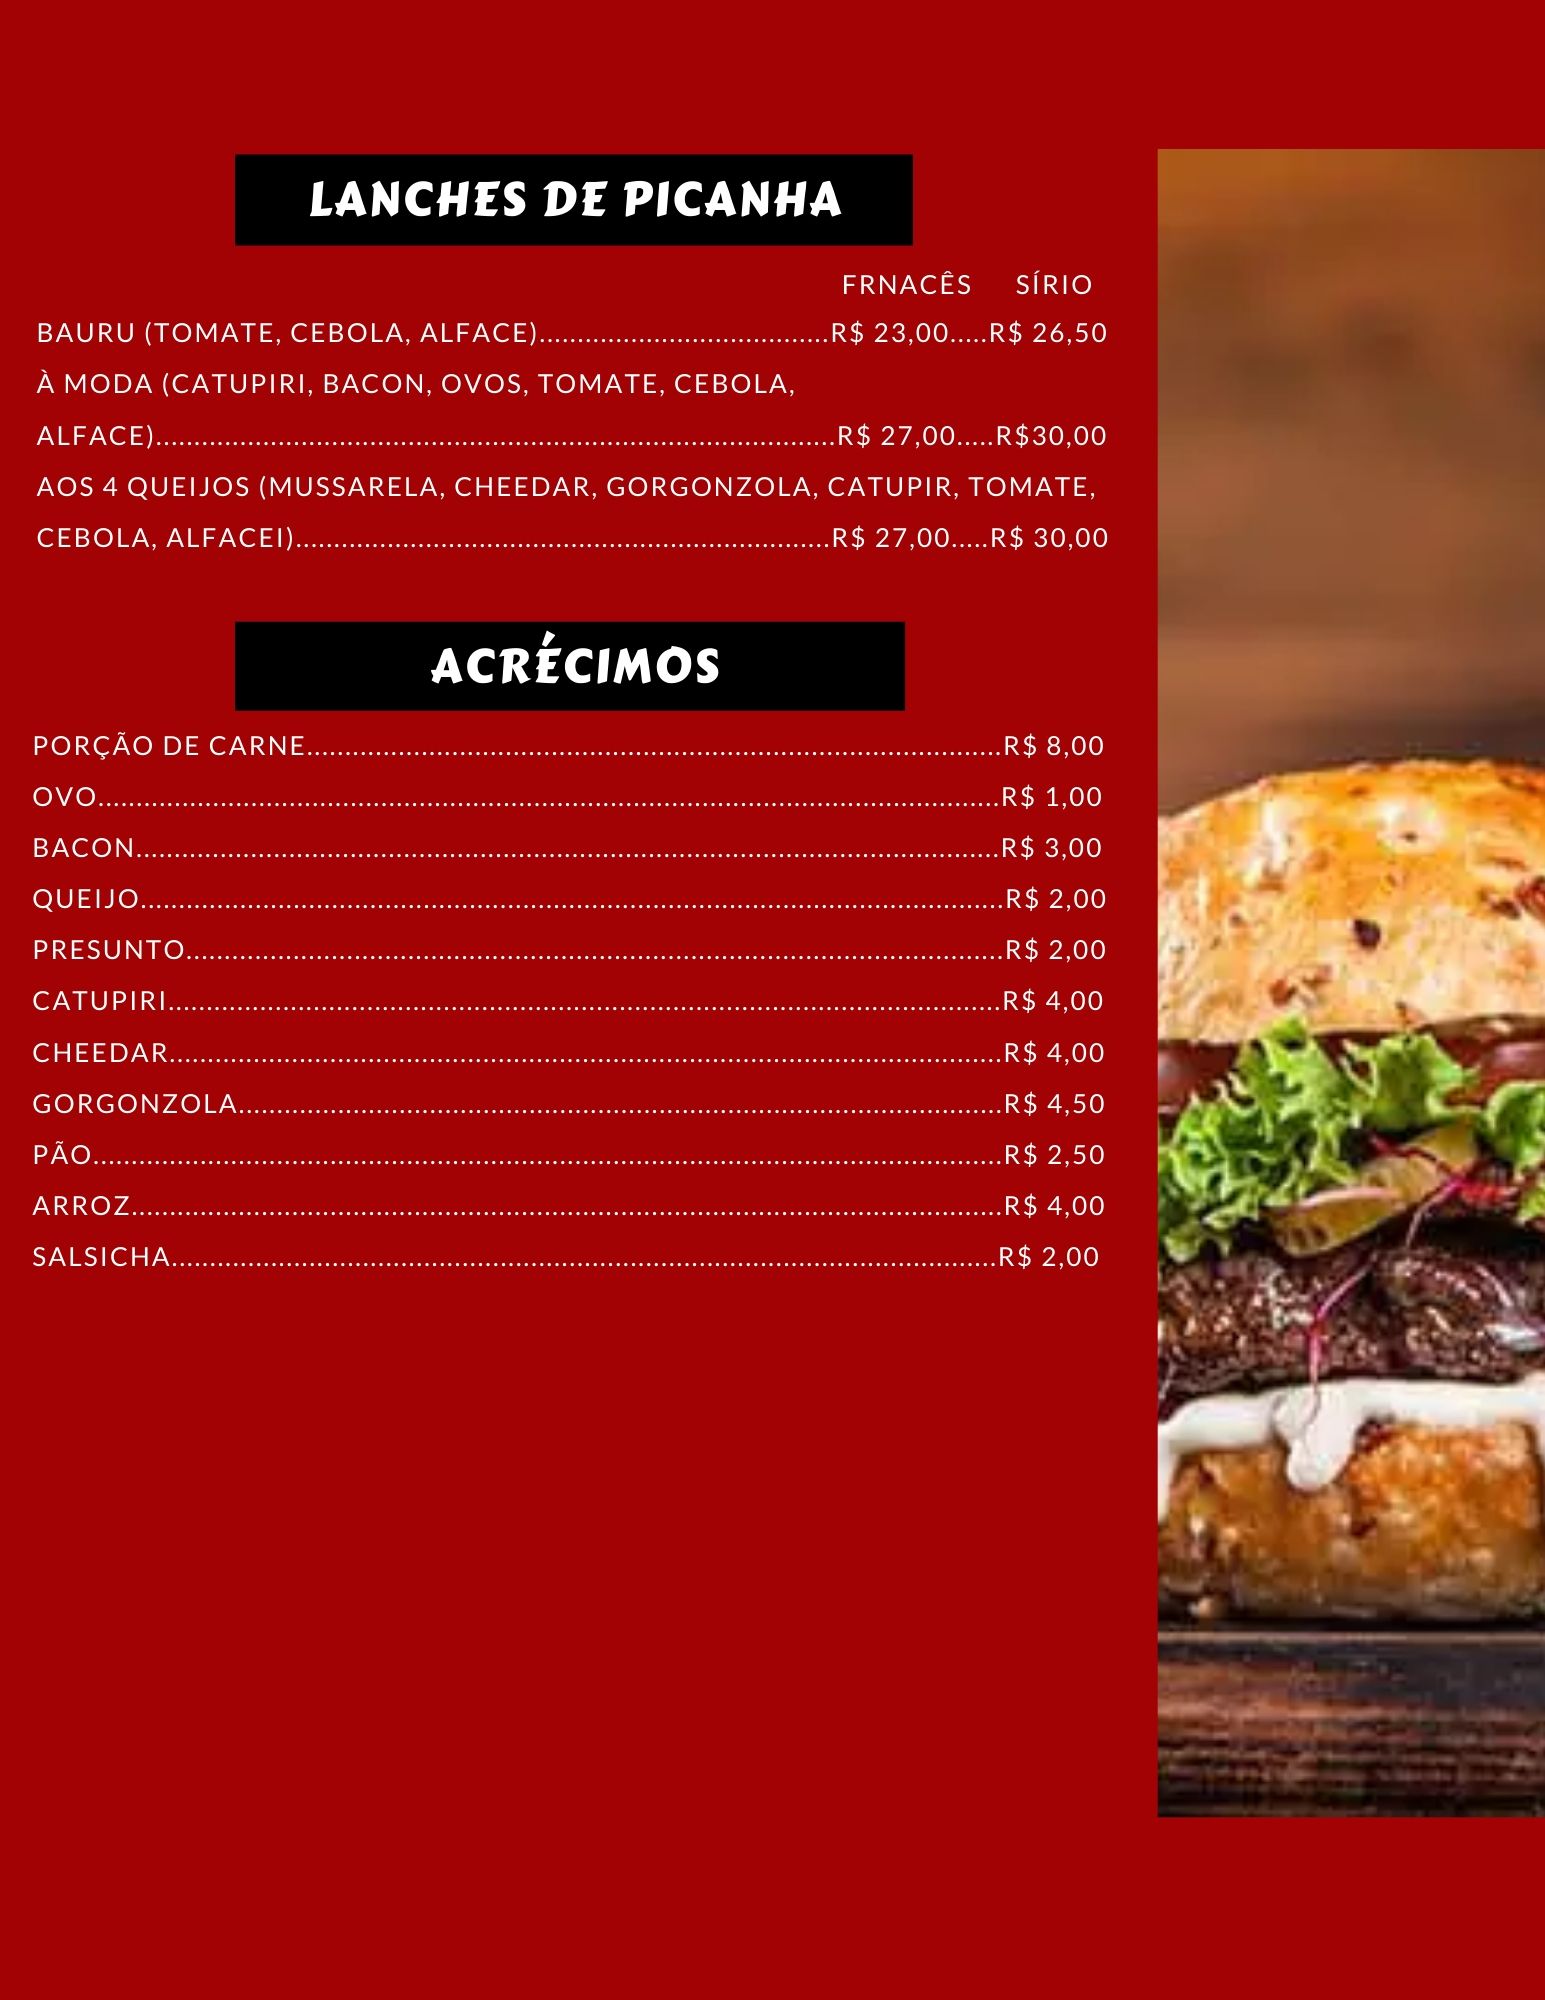 LANCHES DE PICANHA
FRNACÊS SÍRIO
BAURU (TOMATE, CEBOLA, ALFACE)......................................R$ 23,00.....R$ 26,50
À MODA (CATUPIRI, BACON, OVOS, TOMATE, CEBOLA,
ALFACE).........................................................................................R$ 27,00.....R$30,00
AOS 4 QUEIJOS (MUSSARELA, CHEEDAR, GORGONZOLA, CATUPIR, TOMATE,
CEBOLA, ALFACEI)......................................................................R$ 27,00.....R$ 30,00
ACRÉCIMOS
PORÇÃO DE CARNE...........................................................................................R$ 8,00
OVO......................................................................................................................R$ 1,00
BACON.................................................................................................................R$ 3,00
QUEIJO.................................................................................................................R$ 2,00
PRESUNTO...........................................................................................................R$ 2,00
CATUPIRI.............................................................................................................R$ 4,00
CHEEDAR.............................................................................................................R$ 4,00
GORGONZOLA....................................................................................................R$ 4,50
PÃO.......................................................................................................................R$ 2,50
ARROZ..................................................................................................................R$ 4,00
SALSICHA............................................................................................................R$ 2,00